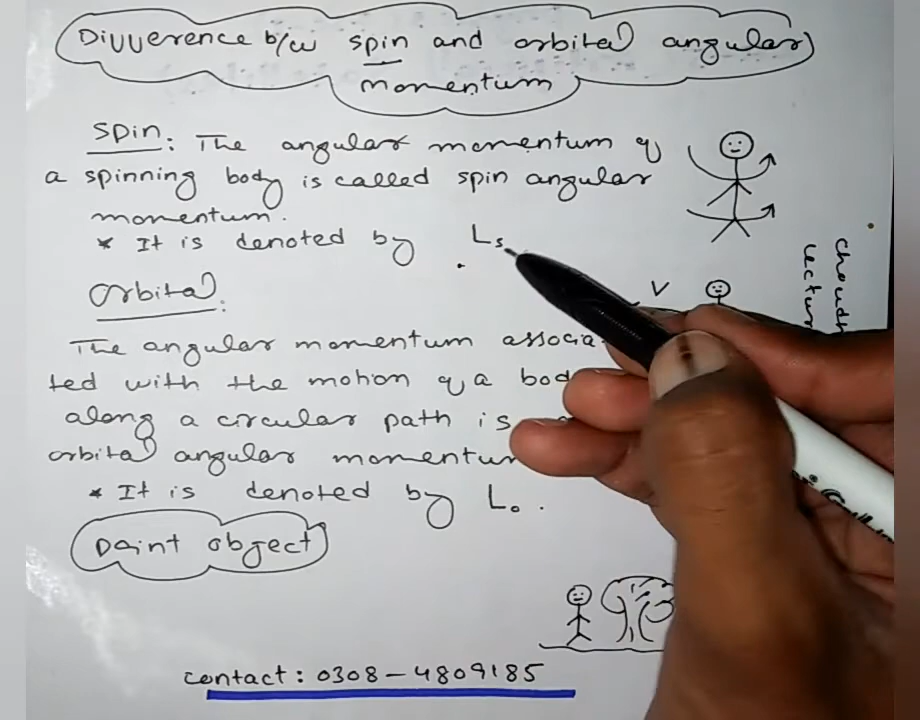 Divverence b/w spin and orbital angular
momentum
Spin: The angular momentum of
a spinning body is called spin angular
momentum.
* It is denoted by Ls
Orbital:
The angular momentum associa-
ted with the motion of a bod
along a circular path is
orbital angular momentum
* It is denoted by Lo.
Point object
contact: 0308-4809185
V
Choudh
Lectur